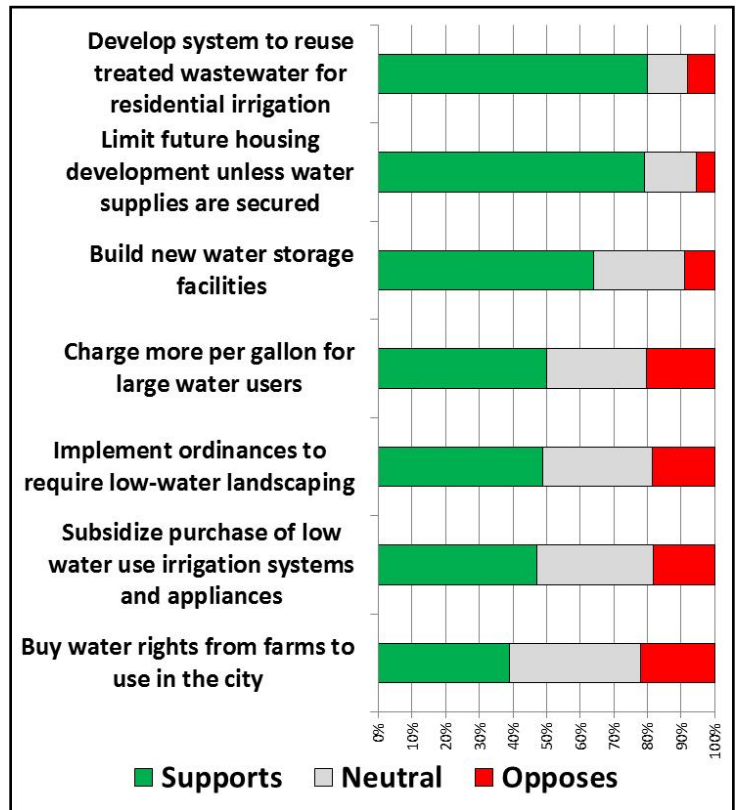 Develop system to reuse
treated wastewater for
residential irrigation
Limit future housing
development unless water
supplies are secured
Build new water storage
facilities
Charge more per gallon for
large water users
Implement ordinances to
require low-water landscaping
Subsidize purchase of low
water use irrigation systems
and appliances
Buy water rights from farms to
use in the city
0% 10% 20% 30% 40% 50% 60% 70% 80% 90% 100%
Supports Neutral Opposes